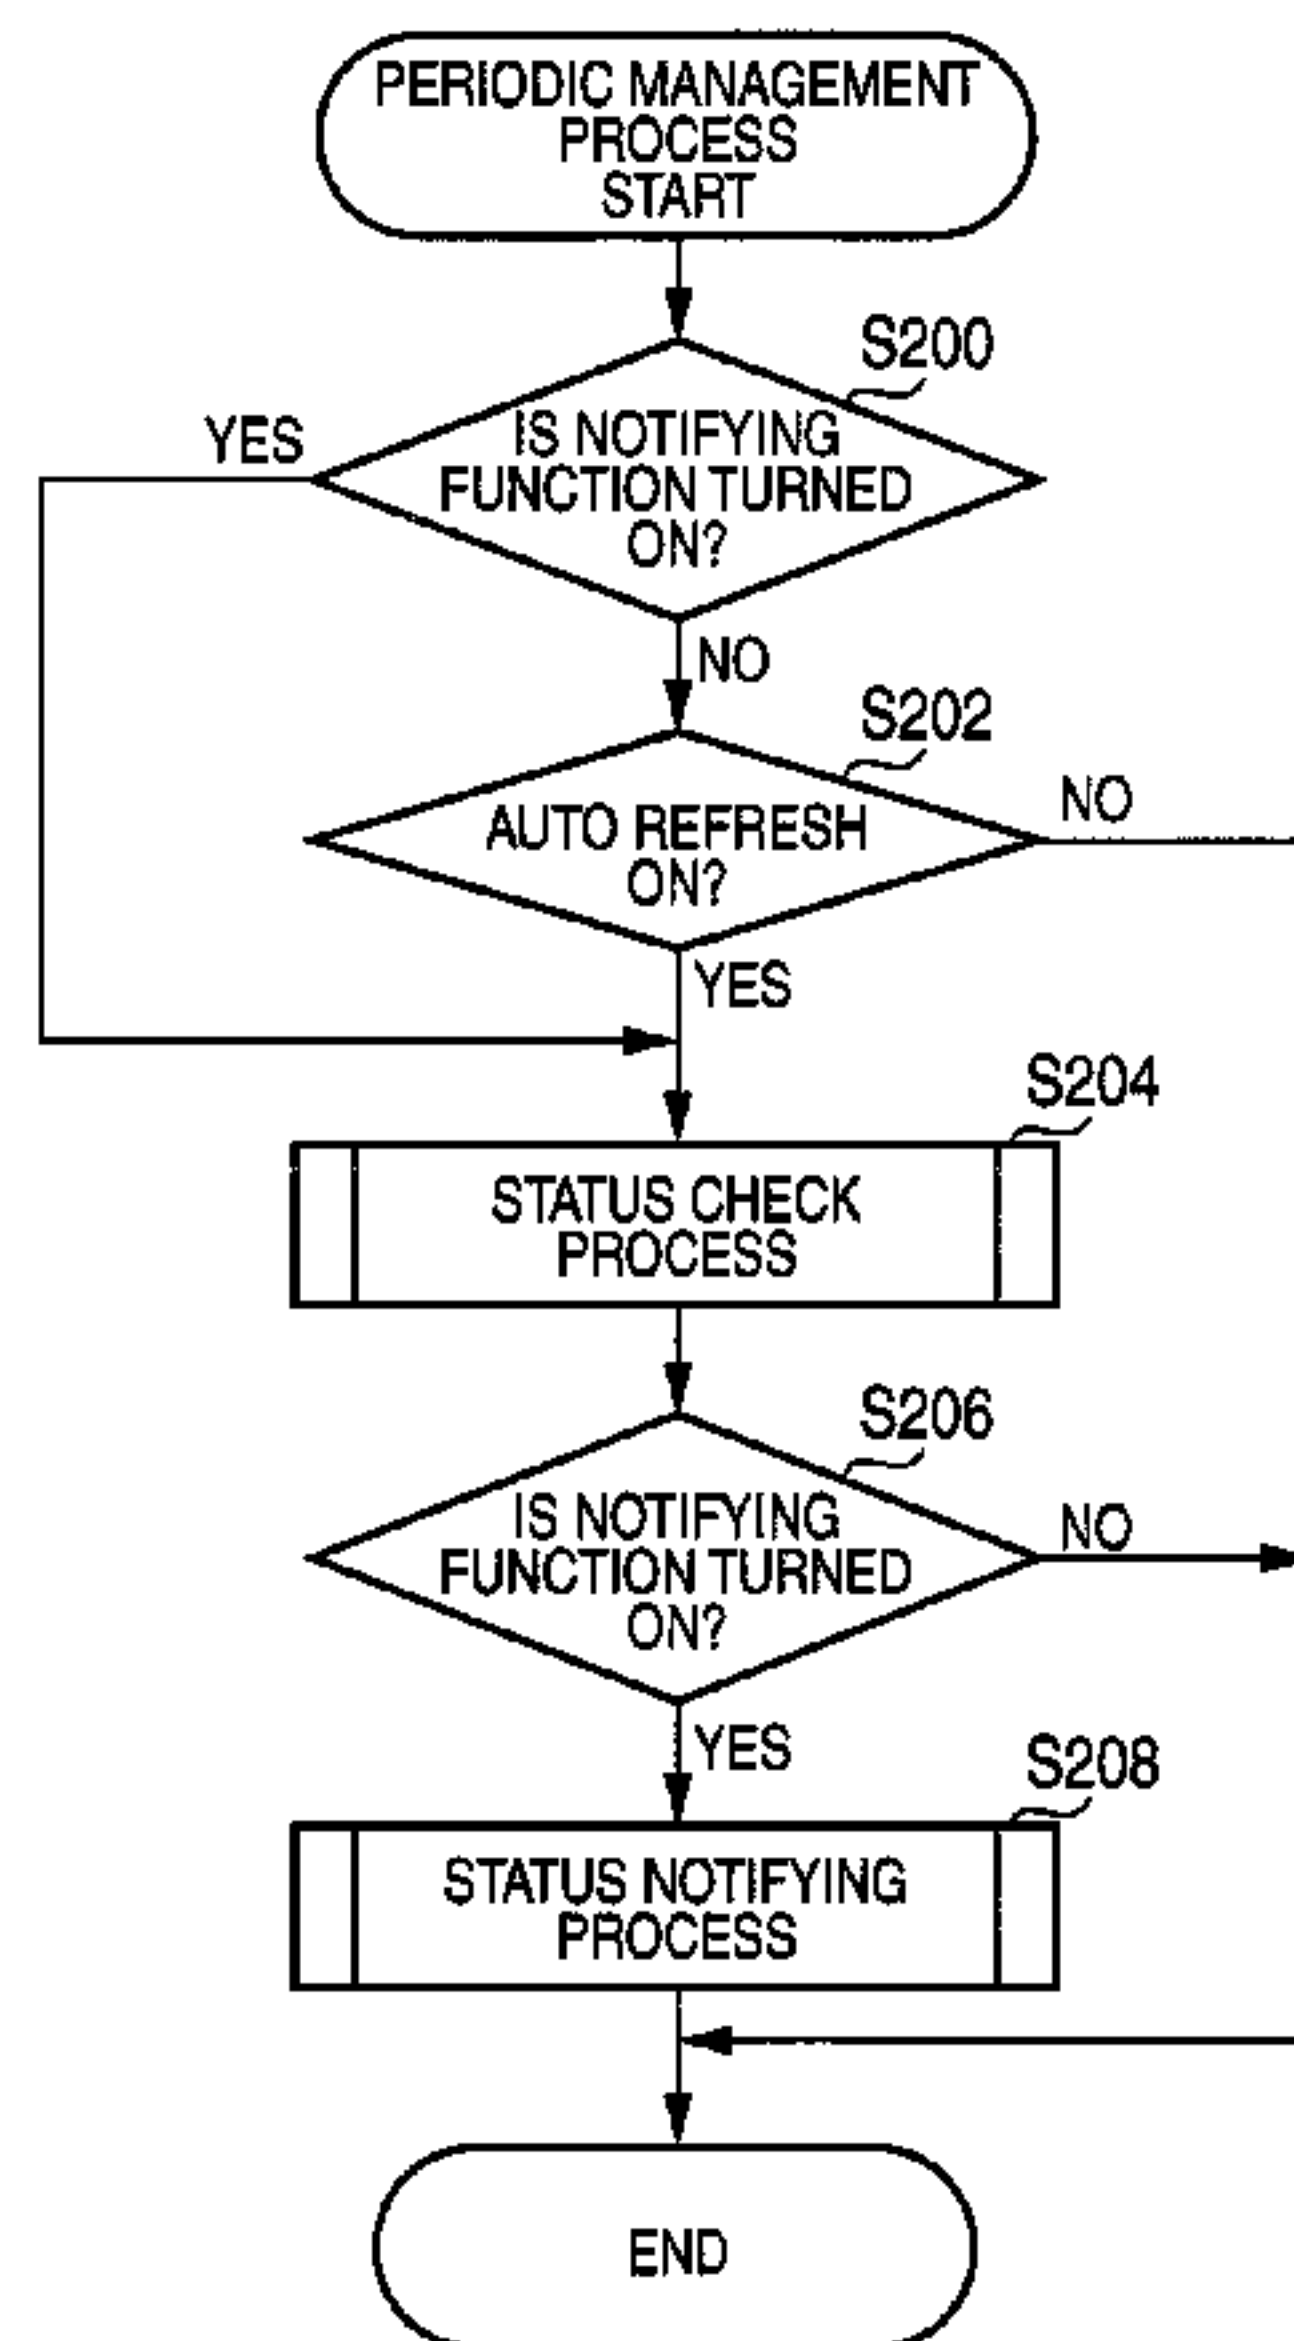 PERIODIC MANAGEMENT
PROCESS
START
S200
YES
IS NOTIFYING
FUNCTION TURNED
ON?
NO
S202
NO
AUTO REFRESH
ON?
YES
S204
STATUS CHECK
PROCESS
S206
NO
IS NOTIFYING
FUNCTION TURNED
ON?
YES
S208
STATUS NOTIFYING
PROCESS
END